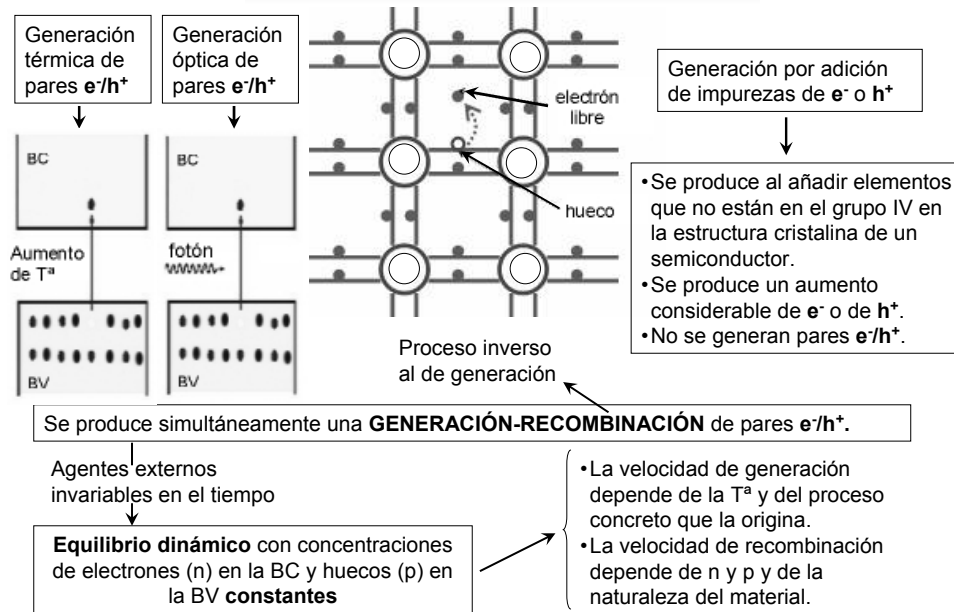 Generación
térmica de
pares e⁻/h⁺
Generación
óptica de
pares e⁻/h⁺
BC
Aumento
de Tª
BV
BC
fotón
BV
electrón
libre
hueco
Generación por adición
de impurezas de e⁻ o h⁺
•Se produce al añadir elementos
que no están en el grupo IV en
la estructura cristalina de un
semiconductor.
•Se produce un aumento
considerable de e⁻ o de h⁺.
•No se generan pares e⁻/h⁺.
Proceso inverso
al de generación
Se produce simultáneamente una GENERACIÓN-RECOMBINACIÓN de pares e⁻/h⁺.
Agentes externos
invariables en el tiempo
Equilibrio dinámico con concentraciones
de electrones (n) en la BC y huecos (p) en
la BV constantes
•La velocidad de generación
depende de la Tª y del proceso
concreto que la origina.
•La velocidad de recombinación
depende de n y p y de la
naturaleza del material.